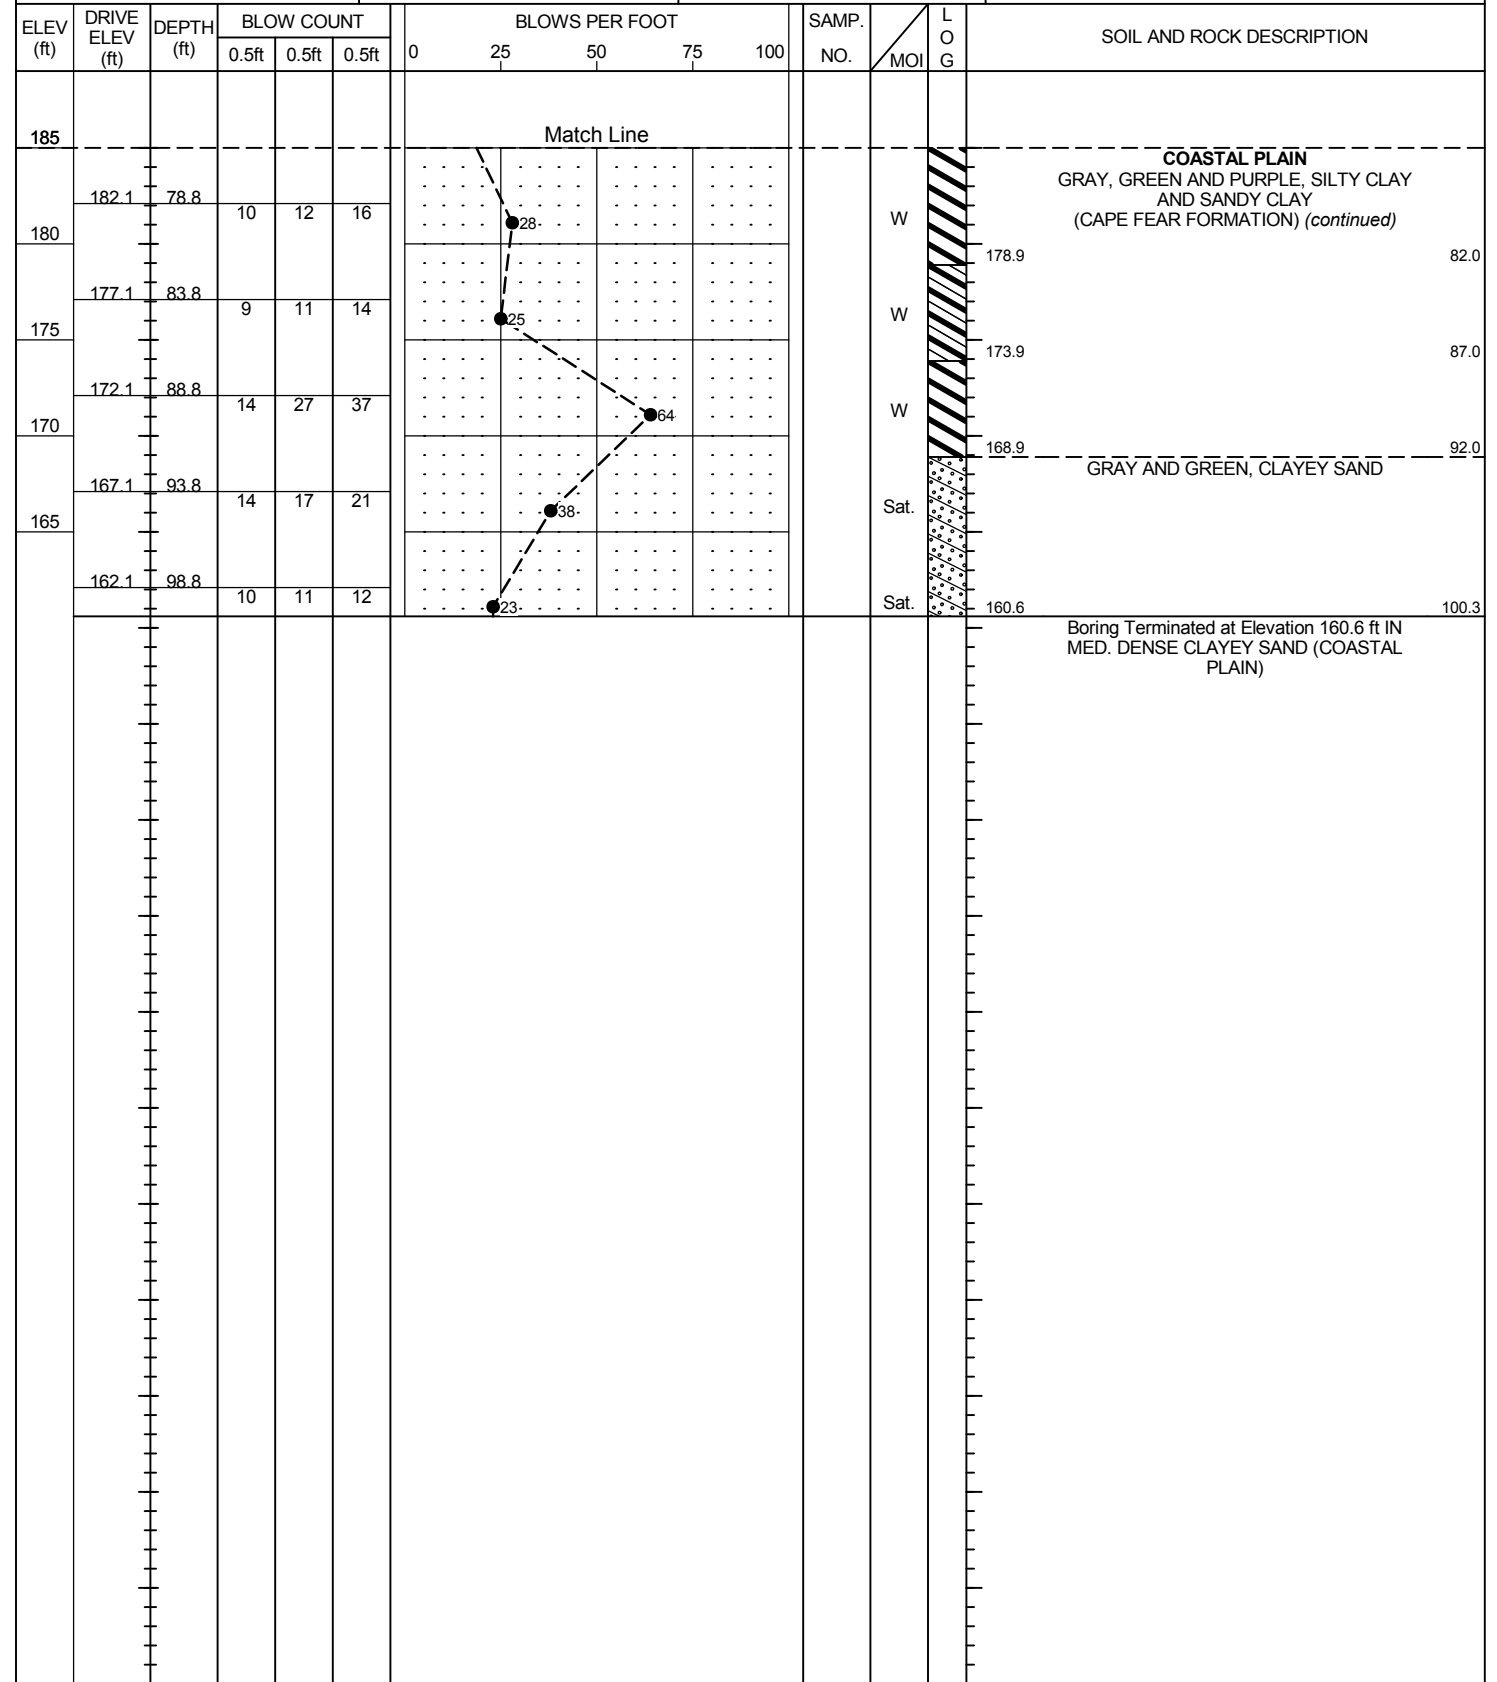 ELEV (ft) DRIVE ELEV (ft) DEPTH (ft) BLOW COUNT BLOWS PER FOOT SAMP. NO. MOI L O G SOIL AND ROCK DESCRIPTION
0.5ft 0.5ft 0.5ft 0 25 50 75 100
185 Match Line
COASTAL PLAIN
GRAY, GREEN AND PURPLE, SILTY CLAY
182.1 78.8 AND SANDY CLAY
10 12 16 28 W (CAPE FEAR FORMATION) (continued)
180
178.9 82.0
177.1 83.8
9 11 14 25 W
175
173.9 87.0
172.1 88.8
14 27 37 64 W
170
168.9 92.0
GRAY AND GREEN, CLAYEY SAND
167.1 93.8
14 17 21 38 Sat.
165
162.1 98.8
10 11 12 23 Sat. 160.6 100.3
Boring Terminated at Elevation 160.6 ft IN
MED. DENSE CLAYEY SAND (COASTAL
PLAIN)